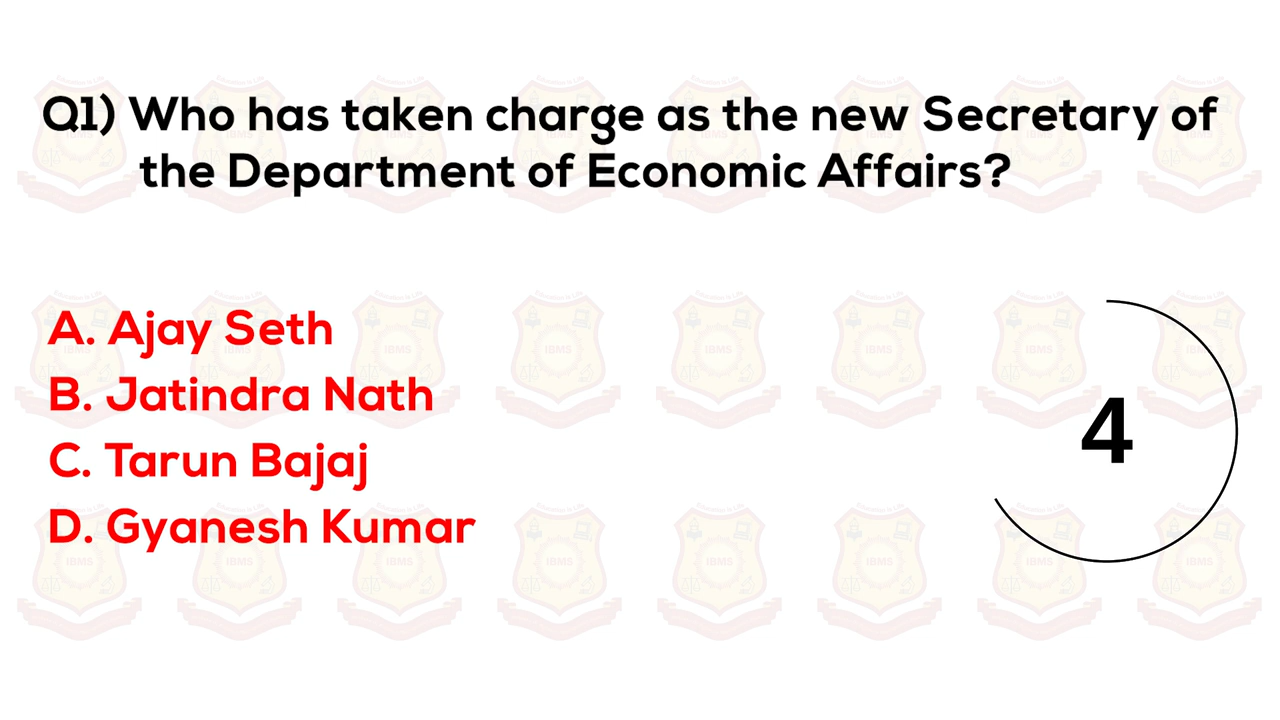 Q1) Who has taken charge as the new Secretary of
the Department of Economic Affairs?
A. Ajay Seth
B. Jatindra Nath
C. Tarun Bajaj
D. Gyanesh Kumar
4